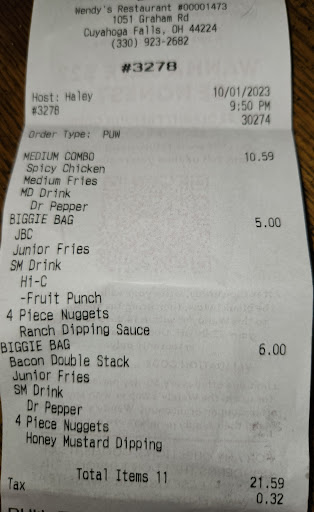 Wendy's Restaurant #00001473
1051 Graham Rd
Cuyahoga Falls, OH 44224
(330) 923-2682
#3278
Host: Haley 10/01/2023
#3278 9:50 PM
30274
Order Type: PUW
MEDIUM COMBO 10.59
Spicy Chicken
Medium Fries
MD Drink
Dr Pepper
BIGGIE BAG 5.00
JBC
Junior Fries
SM Drink
Hi-C
-Fruit Punch
4 Piece Nuggets
Ranch Dipping Sauce
BIGGIE BAG 6.00
Bacon Double Stack
Junior Fries
SM Drink
Dr Pepper
4 Piece Nuggets
Honey Mustard Dipping
Total Items 11 21.59
Tax 0.32